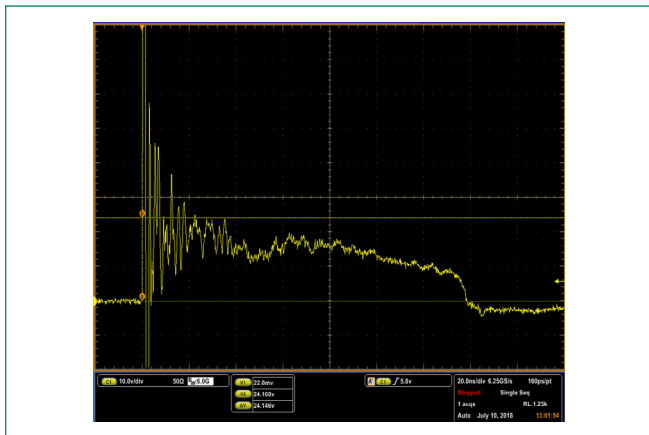 C1 10.0v/div 50Ω BW:6.0G
V1 22.0mv
V2 24.160v
ΔV 24.146v
A' C1 5.8v
20.0ns/div 6.25GS/s 160ps/pt
Stopped Single Seq
1 acqs RL:1.25k
Auto July 10, 2018 13:01:54